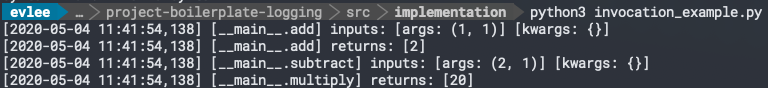 evlee … project-boilerplate-logging src implementation python3 invocation_example.py
[2020-05-04 11:41:54,138] [__main__.add] inputs: [args: (1, 1)] [kwargs: {}]
[2020-05-04 11:41:54,138] [__main__.add] returns: [2]
[2020-05-04 11:41:54,138] [__main__.subtract] inputs: [args: (2, 1)] [kwargs: {}]
[2020-05-04 11:41:54,138] [__main__.multiply] returns: [20]